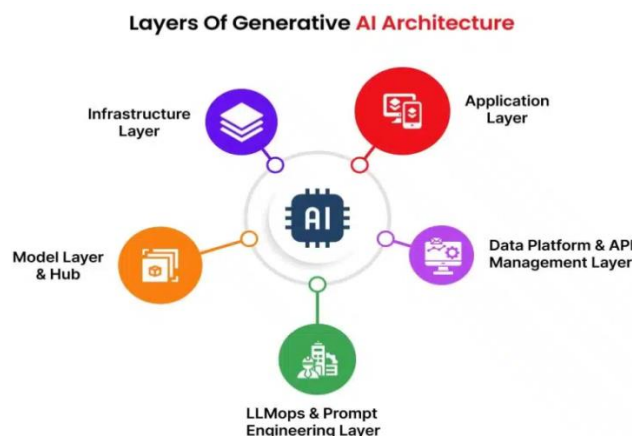 Layers Of Generative AI Architecture
Infrastructure
Layer
Application
Layer
AI
Model Layer
& Hub
Data Platform & API
Management Layer
LLMops & Prompt
Engineering Layer